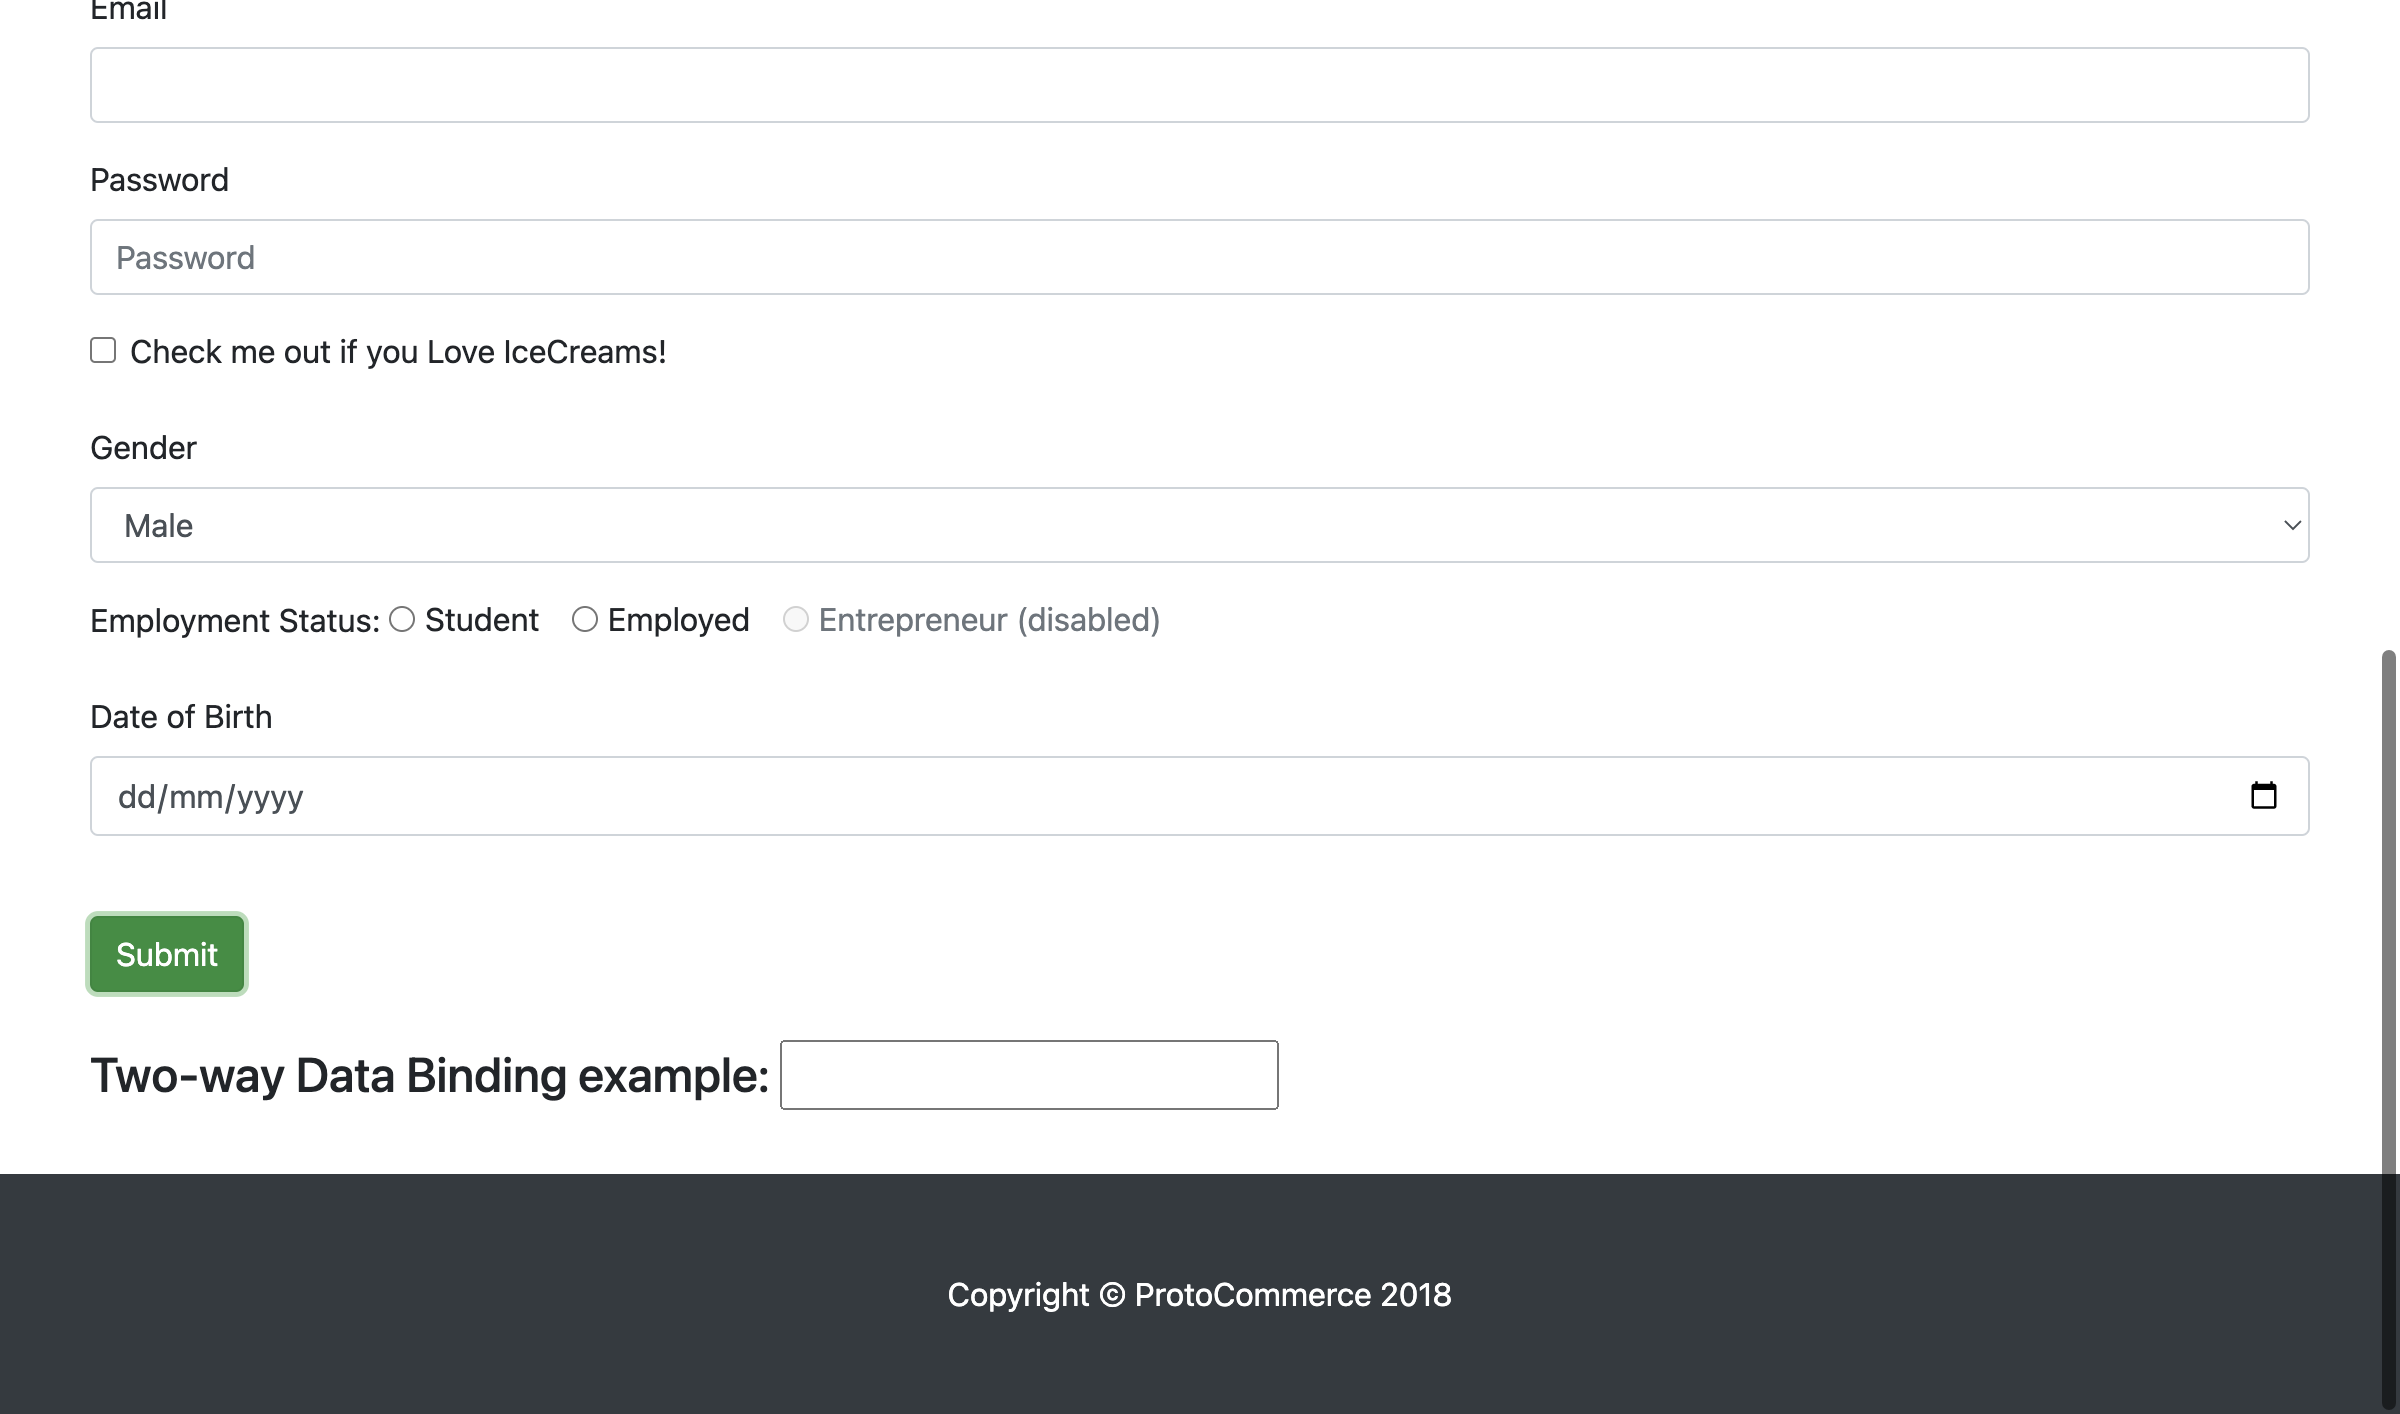 Email
Password
Password
Check me out if you Love IceCreams!
Gender
Male
Employment Status: Student Employed Entrepreneur (disabled)
Date of Birth
dd/mm/yyyy
Submit
Two-way Data Binding example:
Copyright © ProtoCommerce 2018